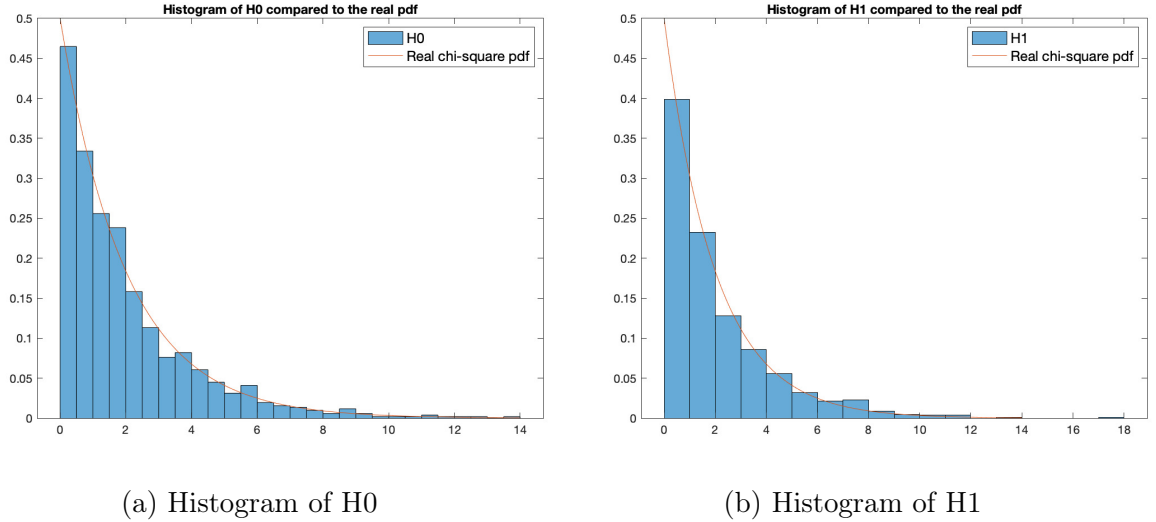 Histogram of H0 compared to the real pdf
0.5
0.45
0.4
0.35
0.3
0.25
0.2
0.15
0.1
0.05
0
0 2 4 6 8 10 12 14
H0
Real chi-square pdf
(a) Histogram of H0
Histogram of H1 compared to the real pdf
0.5
0.45
0.4
0.35
0.3
0.25
0.2
0.15
0.1
0.05
0
0 2 4 6 8 10 12 14 16 18
H1
Real chi-square pdf
(b) Histogram of H1